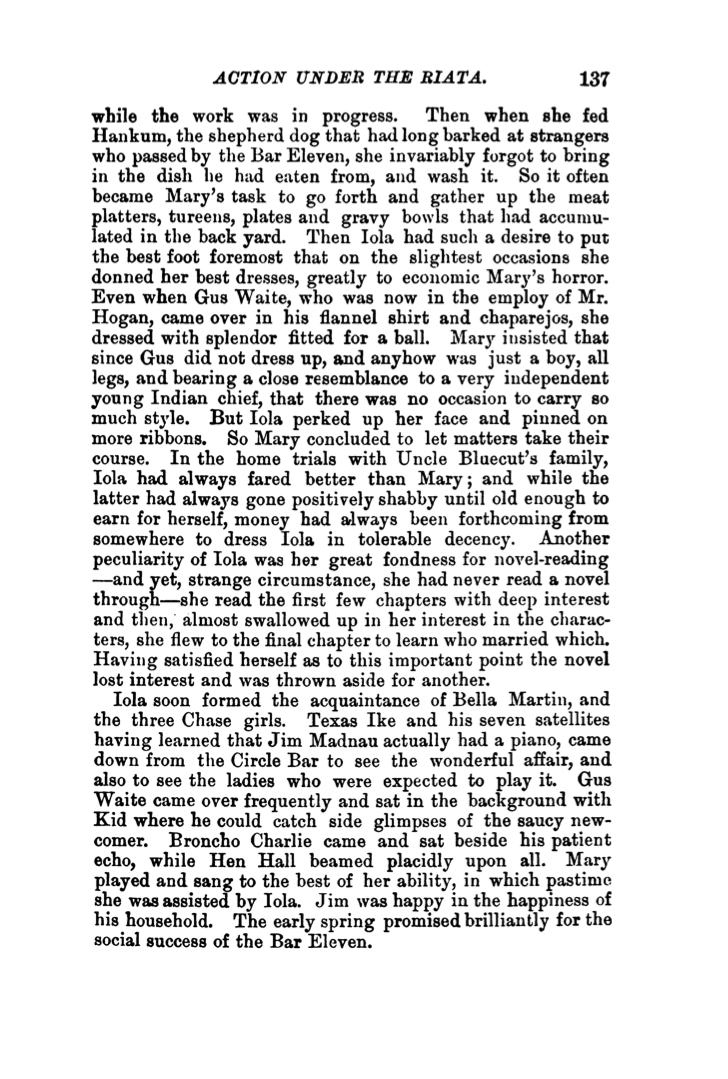 ACTION UNDER THE RIATA. 137
while the work was in progress. Then when she fed
Hankum, the shepherd dog that had long barked at strangers
who passed by the Bar Eleven, she invariably forgot to bring
in the dish he had eaten from, and wash it. So it often
became Mary's task to go forth and gather up the meat
platters, tureens, plates and gravy bowls that had accumu-
lated in the back yard. Then Iola had such a desire to put
the best foot foremost that on the slightest occasions she
donned her best dresses, greatly to economic Mary's horror.
Even when Gus Waite, who was now in the employ of Mr.
Hogan, came over in his flannel shirt and chaparejos, she
dressed with splendor fitted for a ball. Mary insisted that
since Gus did not dress up, and anyhow was just a boy, all
legs, and bearing a close resemblance to a very independent
young Indian chief, that there was no occasion to carry so
much style. But Iola perked up her face and pinned on
more ribbons. So Mary concluded to let matters take their
course. In the home trials with Uncle Bluecut's family,
Iola had always fared better than Mary; and while the
latter had always gone positively shabby until old enough to
earn for herself, money had always been forthcoming from
somewhere to dress Iola in tolerable decency. Another
peculiarity of Iola was her great fondness for novel-reading
—and yet, strange circumstance, she had never read a novel
through—she read the first few chapters with deep interest
and then, almost swallowed up in her interest in the charac-
ters, she flew to the final chapter to learn who married which.
Having satisfied herself as to this important point the novel
lost interest and was thrown aside for another.
Iola soon formed the acquaintance of Bella Martin, and
the three Chase girls. Texas Ike and his seven satellites
having learned that Jim Madnau actually had a piano, came
down from the Circle Bar to see the wonderful affair, and
also to see the ladies who were expected to play it. Gus
Waite came over frequently and sat in the background with
Kid where he could catch side glimpses of the saucy new-
comer. Broncho Charlie came and sat beside his patient
echo, while Hen Hall beamed placidly upon all. Mary
played and sang to the best of her ability, in which pastime
she was assisted by Iola. Jim was happy in the happiness of
his household. The early spring promised brilliantly for the
social success of the Bar Eleven.